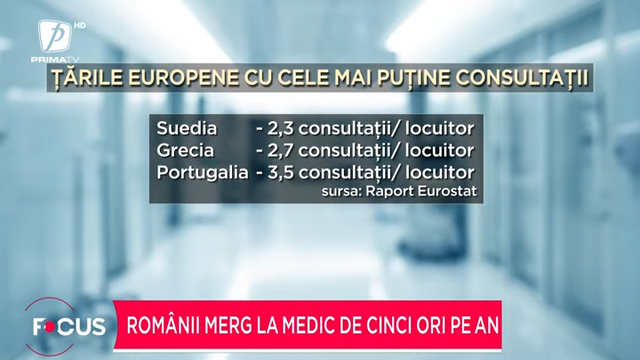 HD
PRIMA TV
ȚĂRILE EUROPENE CU CELE MAI PUȚINE CONSULTAȚII
Suedia - 2,3 consultații/ locuitor
Grecia - 2,7 consultații/ locuitor
Portugalia - 3,5 consultații/ locuitor
sursa: Raport Eurostat
FOCUS
ROMÂNII MERG LA MEDIC DE CINCI ORI PE AN